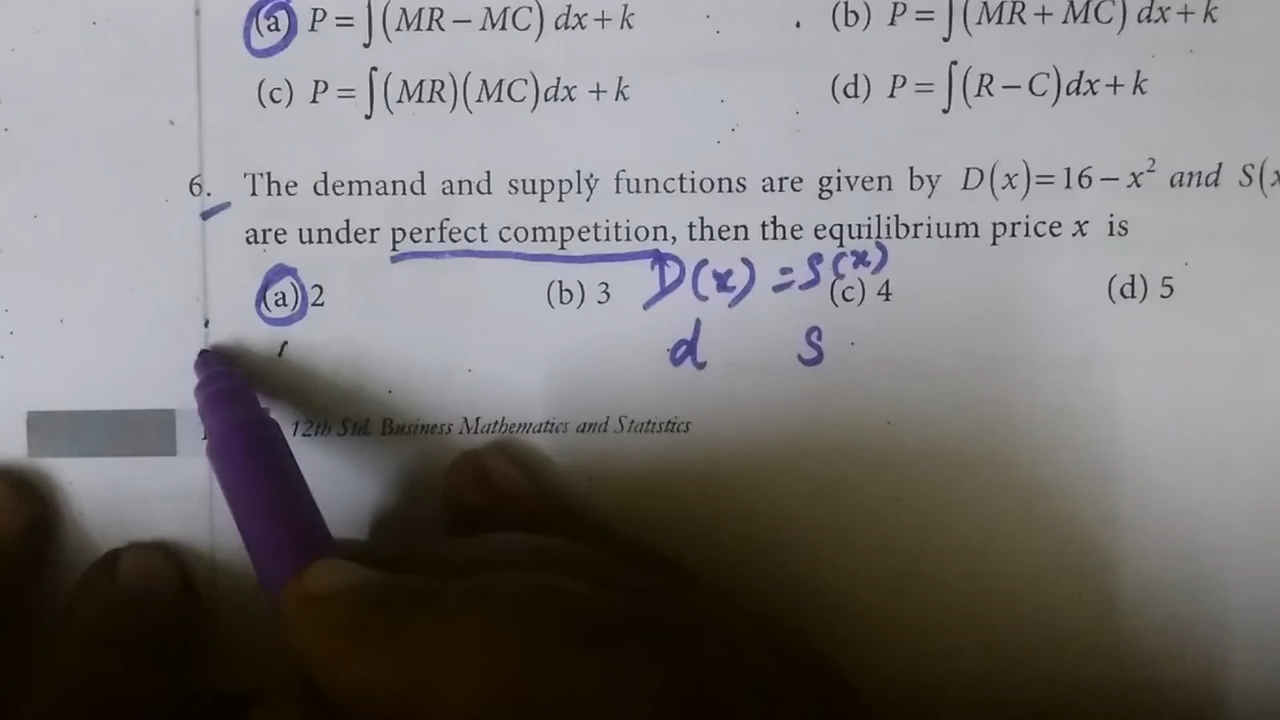 (a) P = ∫(MR − MC) dx + k
(b) P = ∫(MR + MC) dx + k
(c) P = ∫(MR)(MC)dx + k
(d) P = ∫(R − C)dx + k
6. The demand and supply functions are given by D(x) = 16 − x² and S(x
are under perfect competition, then the equilibrium price x is
D(x) = S(x)
(a) 2 (b) 3 (c) 4 (d) 5
d s
12th Std. Business Mathematics and Statistics